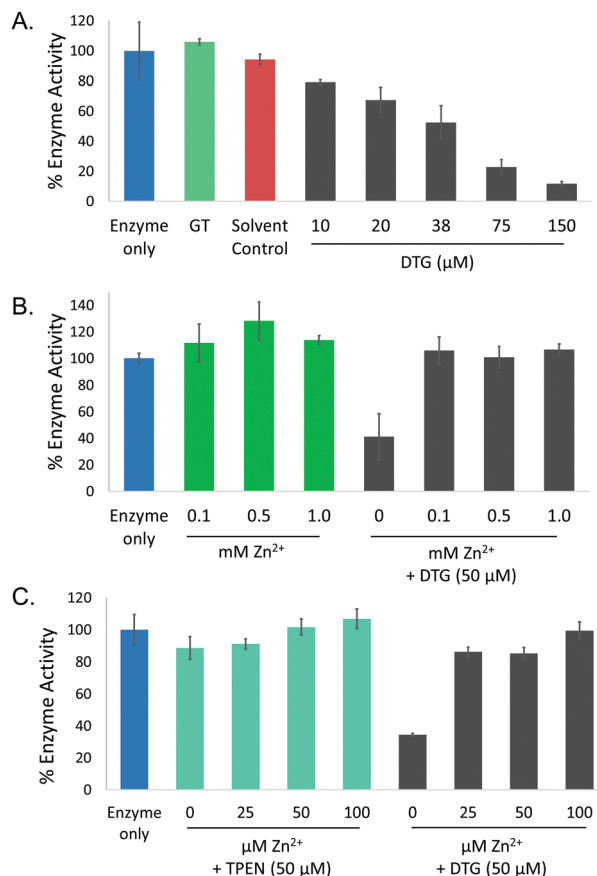 A.
% Enzyme Activity
120
100
80
60
40
20
0
Enzyme only
GT
Solvent Control
10
20
38
75
150
DTG (μM)
B.
% Enzyme Activity
140
120
100
80
60
40
20
0
Enzyme only
0.1
0.5
1.0
0
0.1
0.5
1.0
mM Zn²⁺
mM Zn²⁺
+ DTG (50 μM)
C.
% Enzyme Activity
120
100
80
60
40
20
0
Enzyme only
0
25
50
100
0
25
50
100
μM Zn²⁺
+ TPEN (50 μM)
μM Zn²⁺
+ DTG (50 μM)